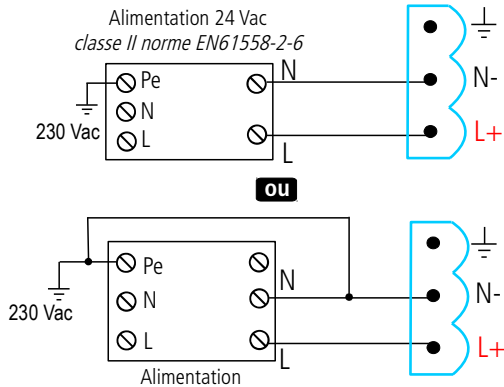 Alimentation 24 Vac
classe II norme EN61558-2-6
Pe
N
N
N-
230 Vac
L
L
L+
ou
Pe
N
N
N-
230 Vac
L
L
L+
Alimentation